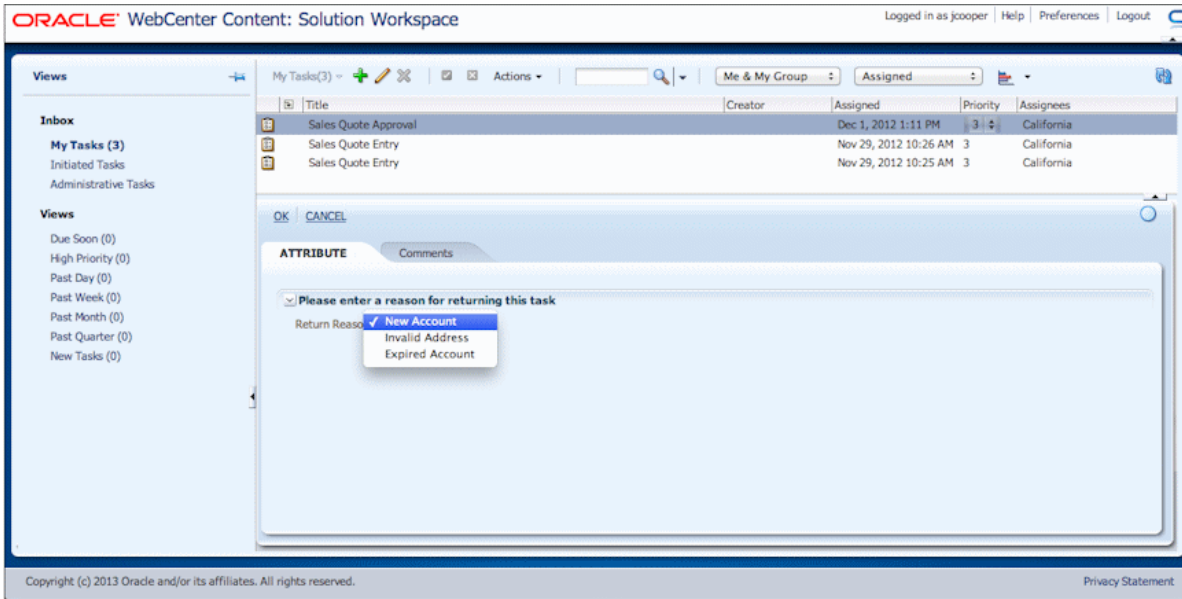 ORACLE® WebCenter Content: Solution Workspace
Logged in as jcooper Help Preferences Logout
Views
Inbox
My Tasks (3)
Initiated Tasks
Administrative Tasks
Views
Due Soon (0)
High Priority (0)
Past Day (0)
Past Week (0)
Past Month (0)
Past Quarter (0)
New Tasks (0)
My Tasks(3) Actions Me & My Group Assigned
Title Creator Assigned Priority Assignees
Sales Quote Approval Dec 1, 2012 1:11 PM 3 California
Sales Quote Entry Nov 29, 2012 10:26 AM 3 California
Sales Quote Entry Nov 29, 2012 10:25 AM 3 California
OK CANCEL
ATTRIBUTE Comments
Please enter a reason for returning this task
Return Reaso ✓ New Account
Invalid Address
Expired Account
Copyright (c) 2013 Oracle and/or its affiliates. All rights reserved.
Privacy Statement